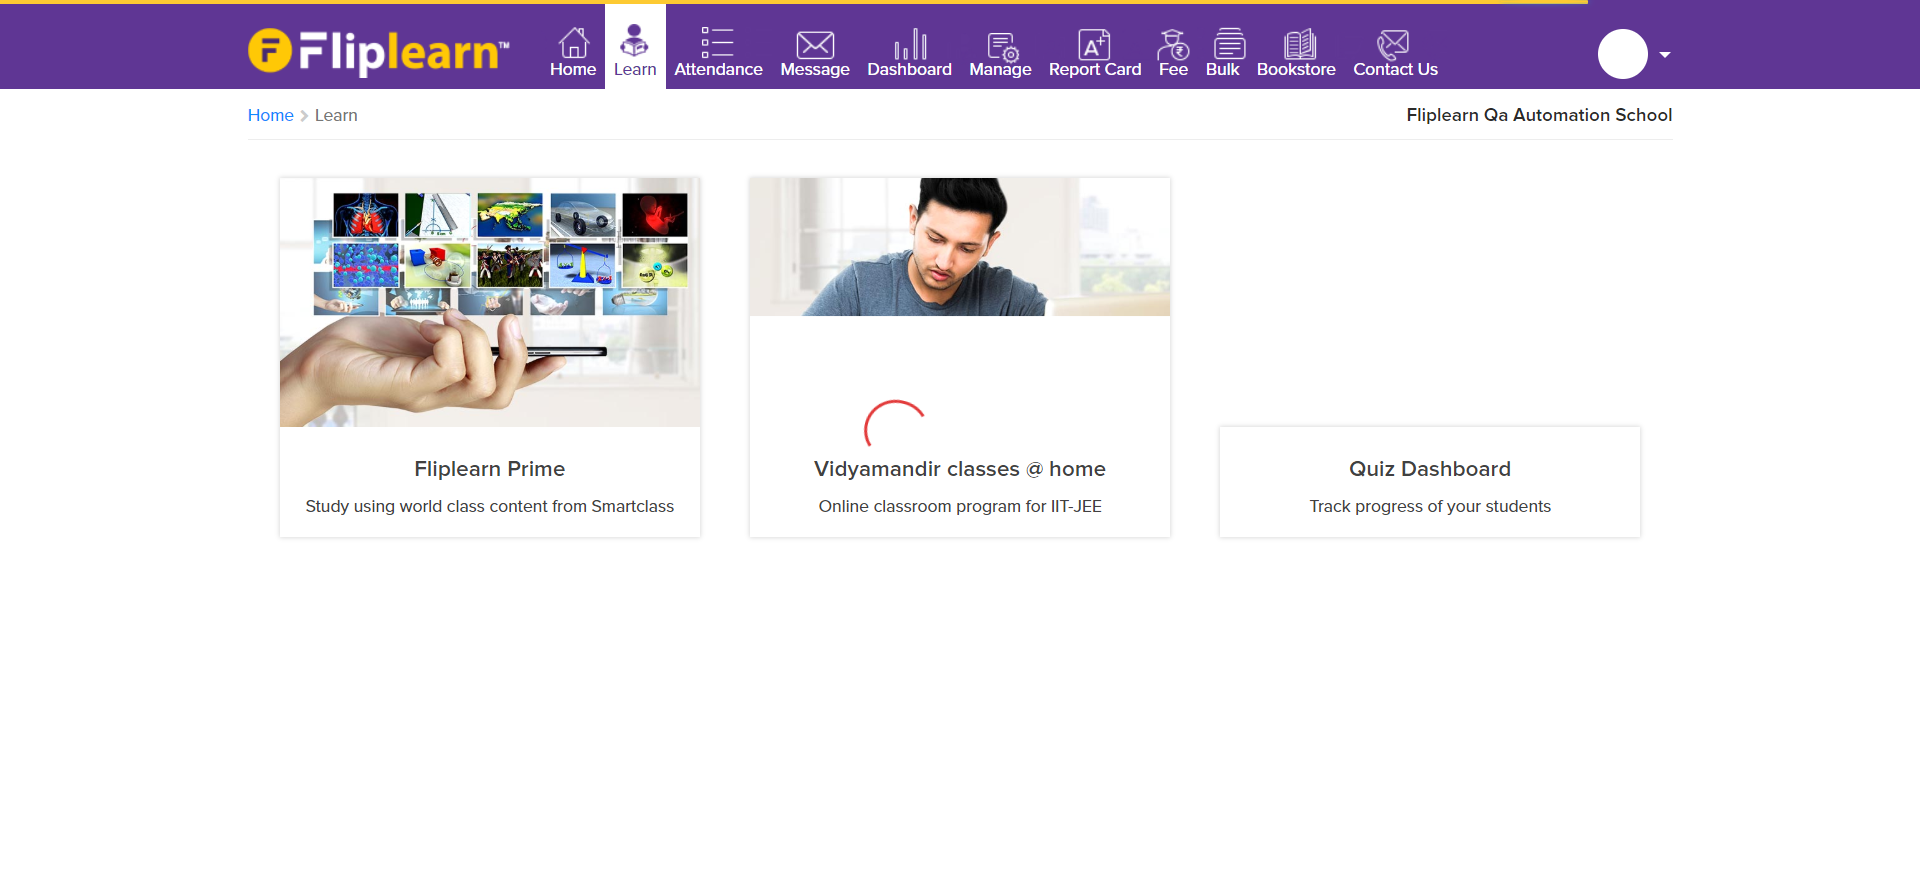 Fliplearn™
Home
Learn
Attendance
Message
Dashboard
Manage
Report Card
Fee
Bulk
Bookstore
Contact Us
Home > Learn
Fliplearn Qa Automation School
Fliplearn Prime
Study using world class content from Smartclass
Vidyamandir classes @ home
Online classroom program for IIT-JEE
Quiz Dashboard
Track progress of your students